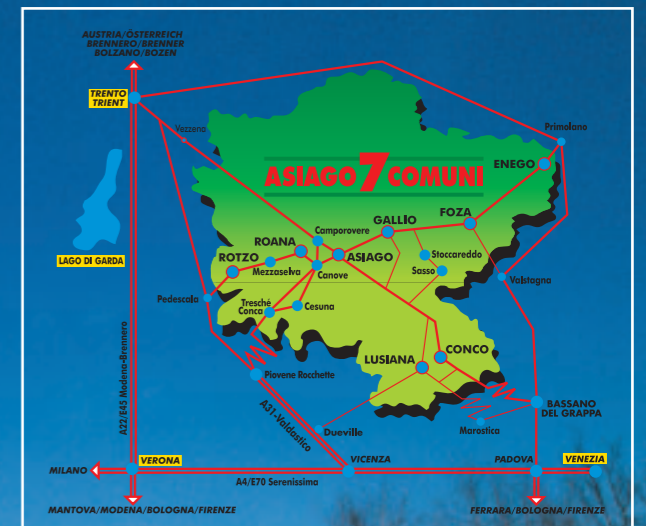 AUSTRIA/ÖSTERREICH
BRENNERO/BRENNER
BOLZANO/BOZEN
TRENTO
TRIENT
Vezzena
Primolano
ENEGO
ASIAGO 7 COMUNI
FOZA
GALLIO
Camporovere
ROANA
ASIAGO
Stoccareddo
ROTZO
Mezzaselva
Canove
Sasso
LAGO DI GARDA
Valstagna
Pedescala
Tresché
Conca
Cesuna
CONCO
LUSIANA
Piovene Rocchette
A22/E45 Modena-Brennero
A31-Valdastico
BASSANO
DEL GRAPPA
Marostica
Dueville
VERONA
VICENZA
PADOVA
VENEZIA
MILANO
A4/E70 Serenissima
MANTOVA/MODENA/BOLOGNA/FIRENZE
FERRARA/BOLOGNA/FIRENZE